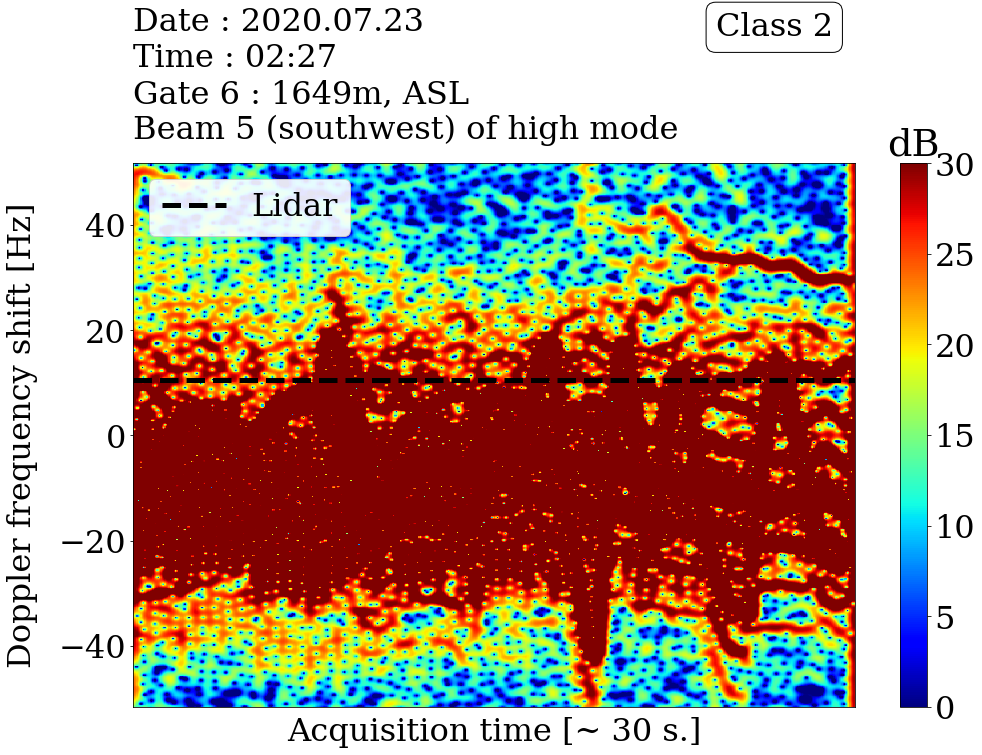 Date : 2020.07.23
Time : 02:27
Gate 6 : 1649m, ASL
Beam 5 (southwest) of high mode
Class 2
dB
Lidar
Doppler frequency shift [Hz]
40
20
0
−20
−40
Acquisition time [~ 30 s.]
30
25
20
15
10
5
0